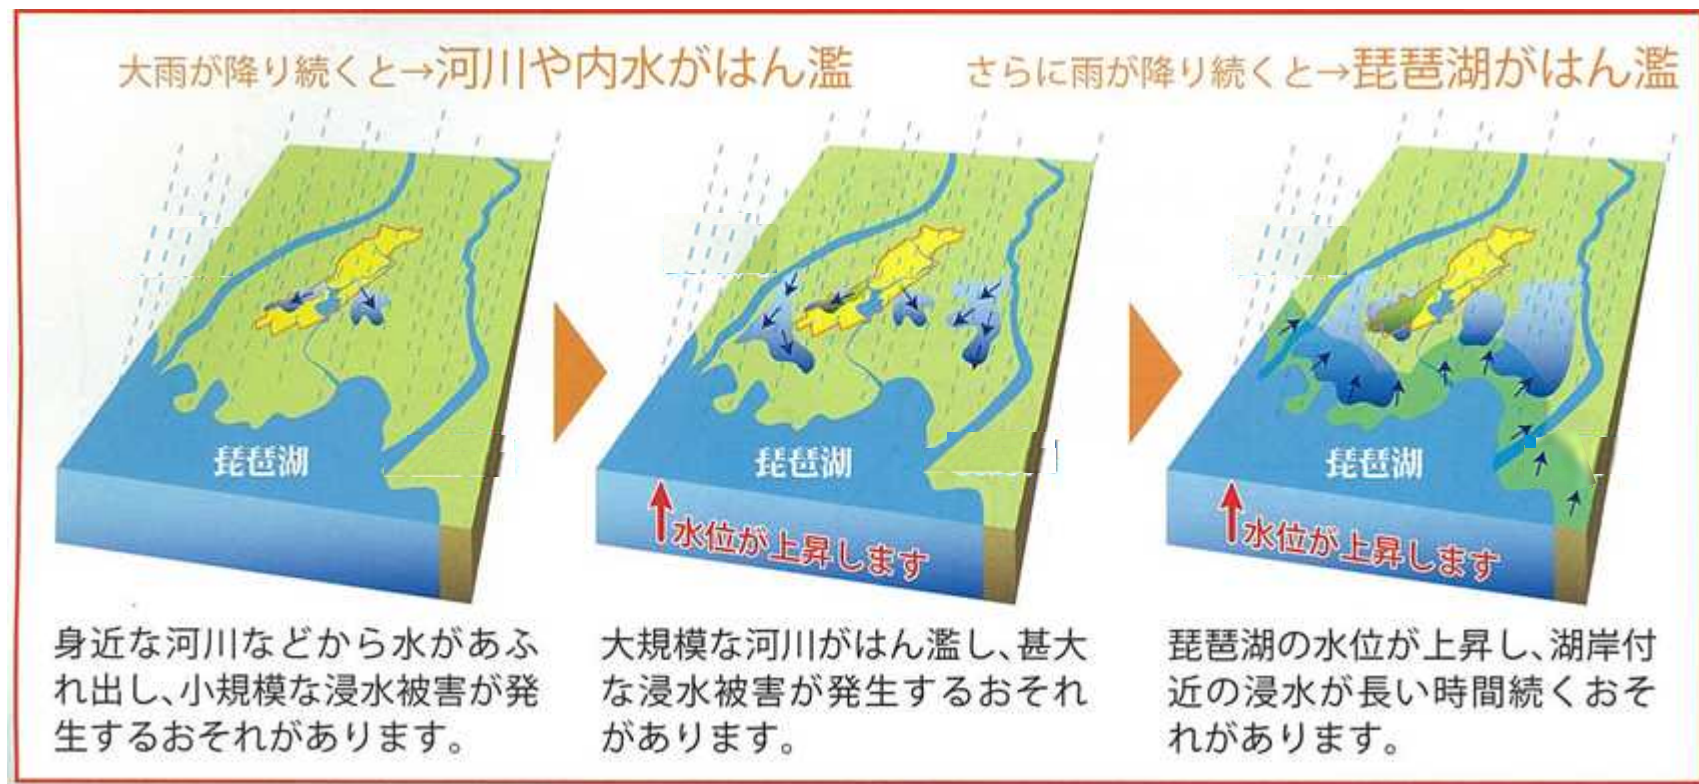 大雨が降り続くと→河川や内水がはん濫
さらに雨が降り続くと→琵琶湖がはん濫
琵琶湖
琵琶湖
水位が上昇します
琵琶湖
水位が上昇します
身近な河川などから水があふ
れ出し、小規模な浸水被害が発
生するおそれがあります。
大規模な河川がはん濫し、甚大
な浸水被害が発生するおそれ
があります。
琵琶湖の水位が上昇し、湖岸付
近の浸水が長い時間続くおそ
れがあります。